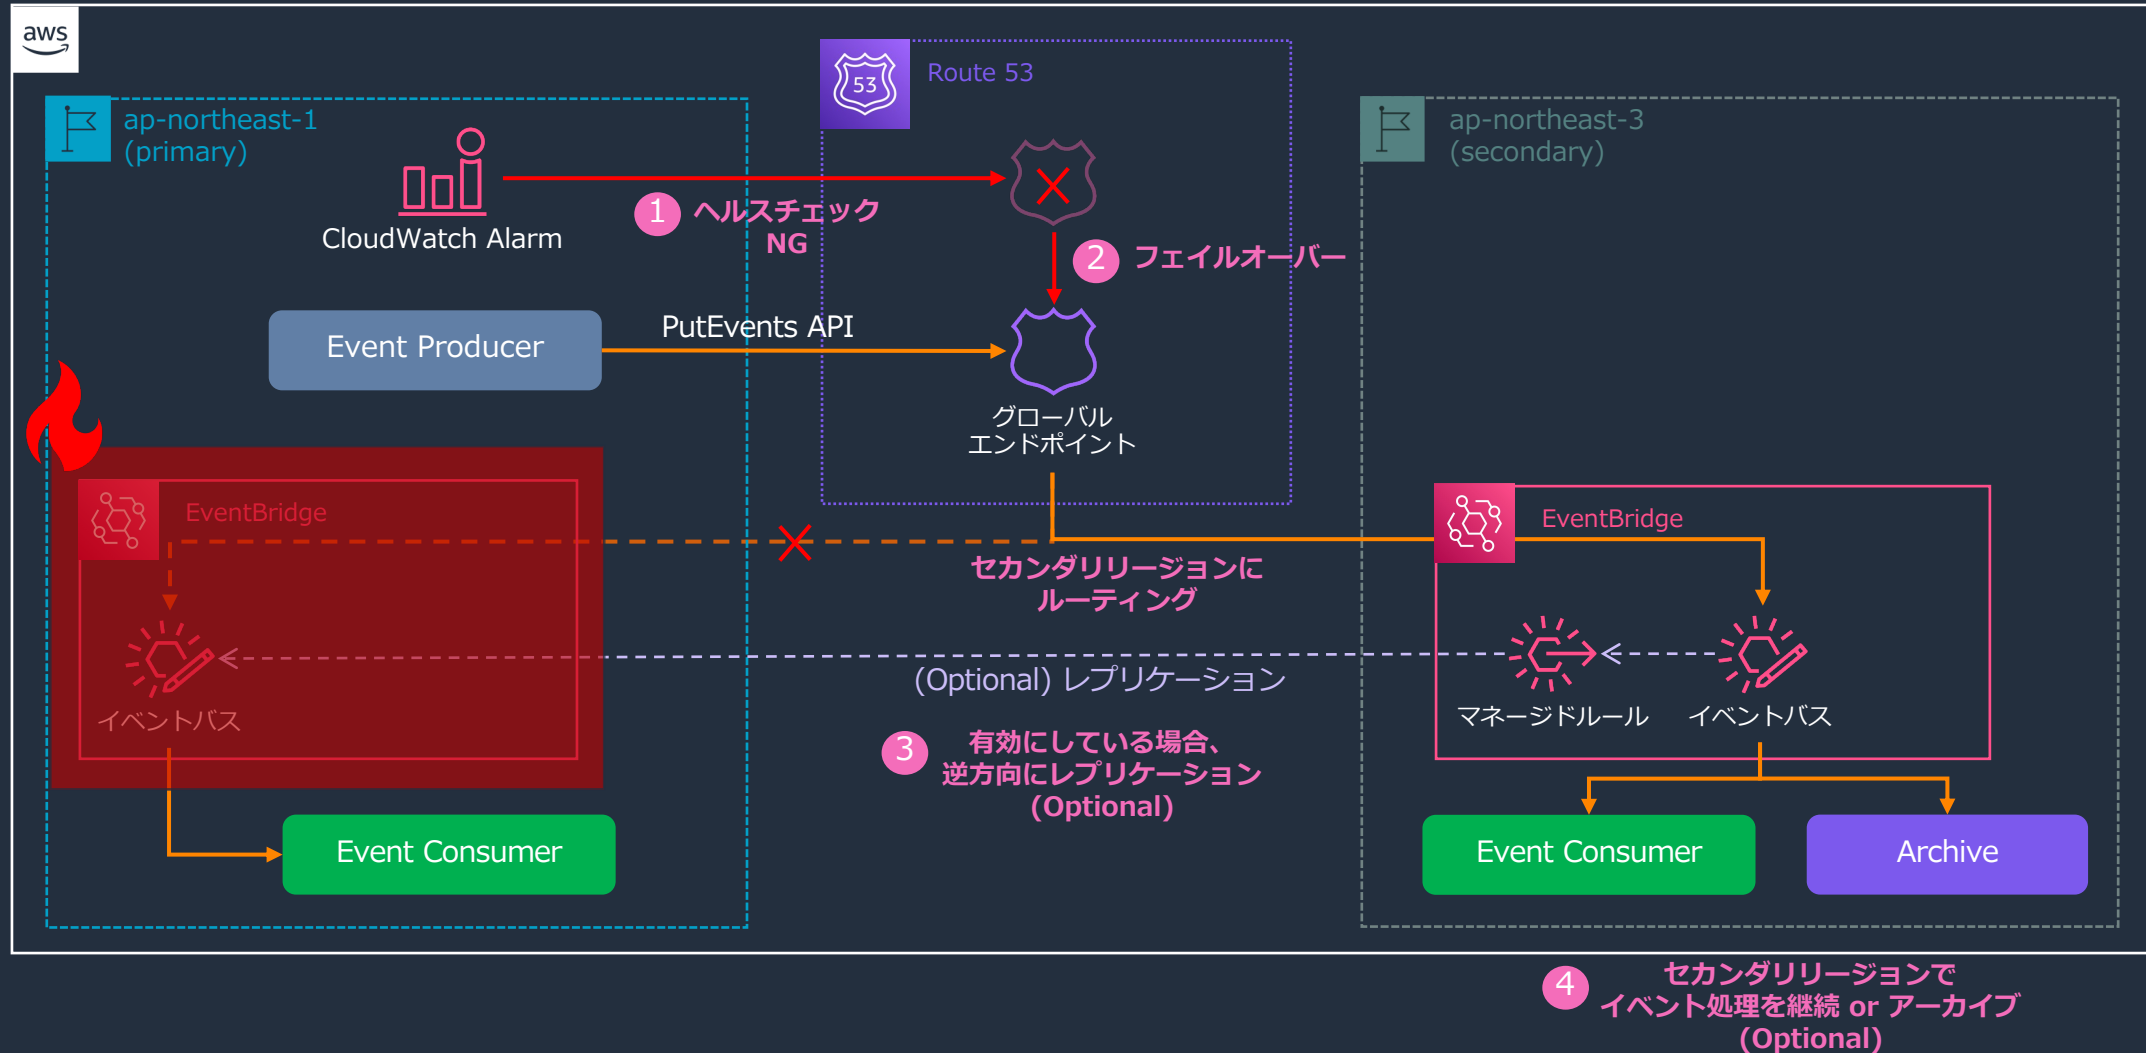 aws
Route 53
53
ap-northeast-1
(primary)
ap-northeast-3
(secondary)
CloudWatch Alarm
1
ヘルスチェック
NG
2
フェイルオーバー
Event Producer
PutEvents API
グローバル
エンドポイント
EventBridge
EventBridge
セカンダリリージョンに
ルーティング
(Optional) レプリケーション
イベントバス
マネージドルール
イベントバス
3
有効にしている場合、
逆方向にレプリケーション
(Optional)
Event Consumer
Event Consumer
Archive
4
セカンダリリージョンで
イベント処理を継続 or アーカイブ
(Optional)